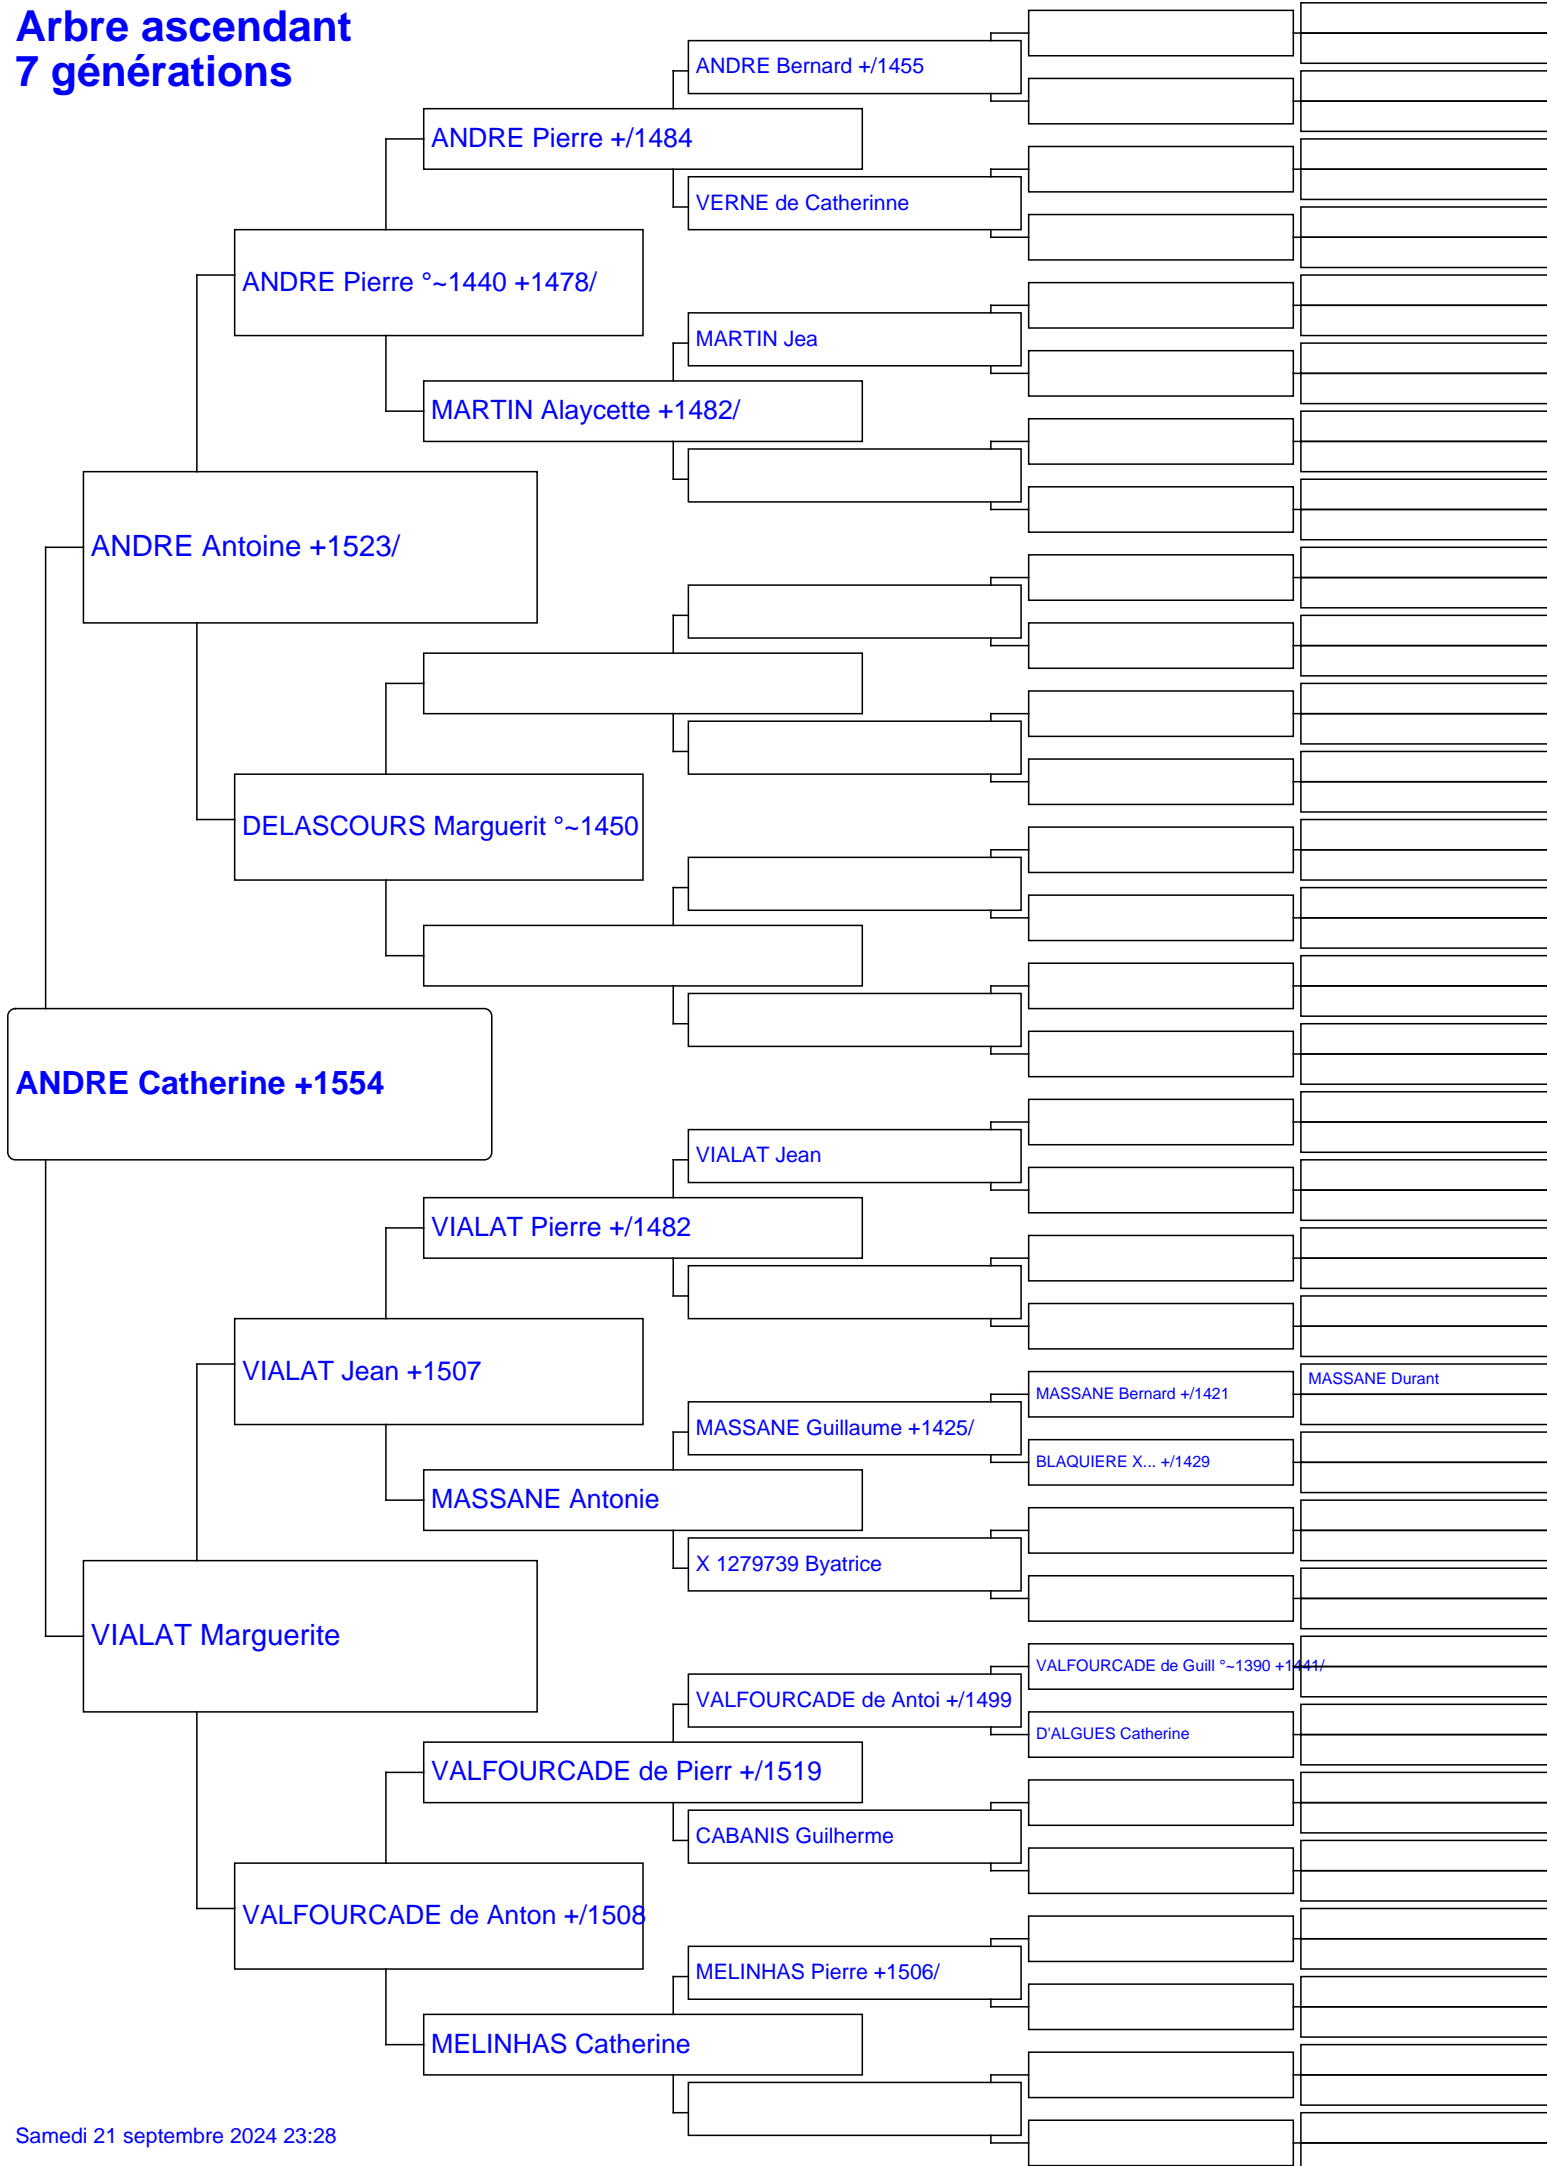 Arbre ascendant
7 générations
ANDRE Bernard +/1455
ANDRE Pierre +/1484
VERNE de Catherinne
ANDRE Pierre °~1440 +1478/
MARTIN Jea
MARTIN Alaycette +1482/
ANDRE Antoine +1523/
DELASCOURS Marguerit °~1450
ANDRE Catherine +1554
VIALAT Jean
VIALAT Pierre +/1482
VIALAT Jean +1507
MASSANE Durant
MASSANE Bernard +/1421
MASSANE Guillaume +1425/
BLAQUIERE X... +/1429
MASSANE Antonie
X 1279739 Byatrice
VIALAT Marguerite
VALFOURCADE de Guill °~1390 +1441/
VALFOURCADE de Antoi +/1499
D'ALGUES Catherine
VALFOURCADE de Pierr +/1519
CABANIS Guilherme
VALFOURCADE de Anton +/1508
MELINHAS Pierre +1506/
MELINHAS Catherine
Samedi 21 septembre 2024 23:28